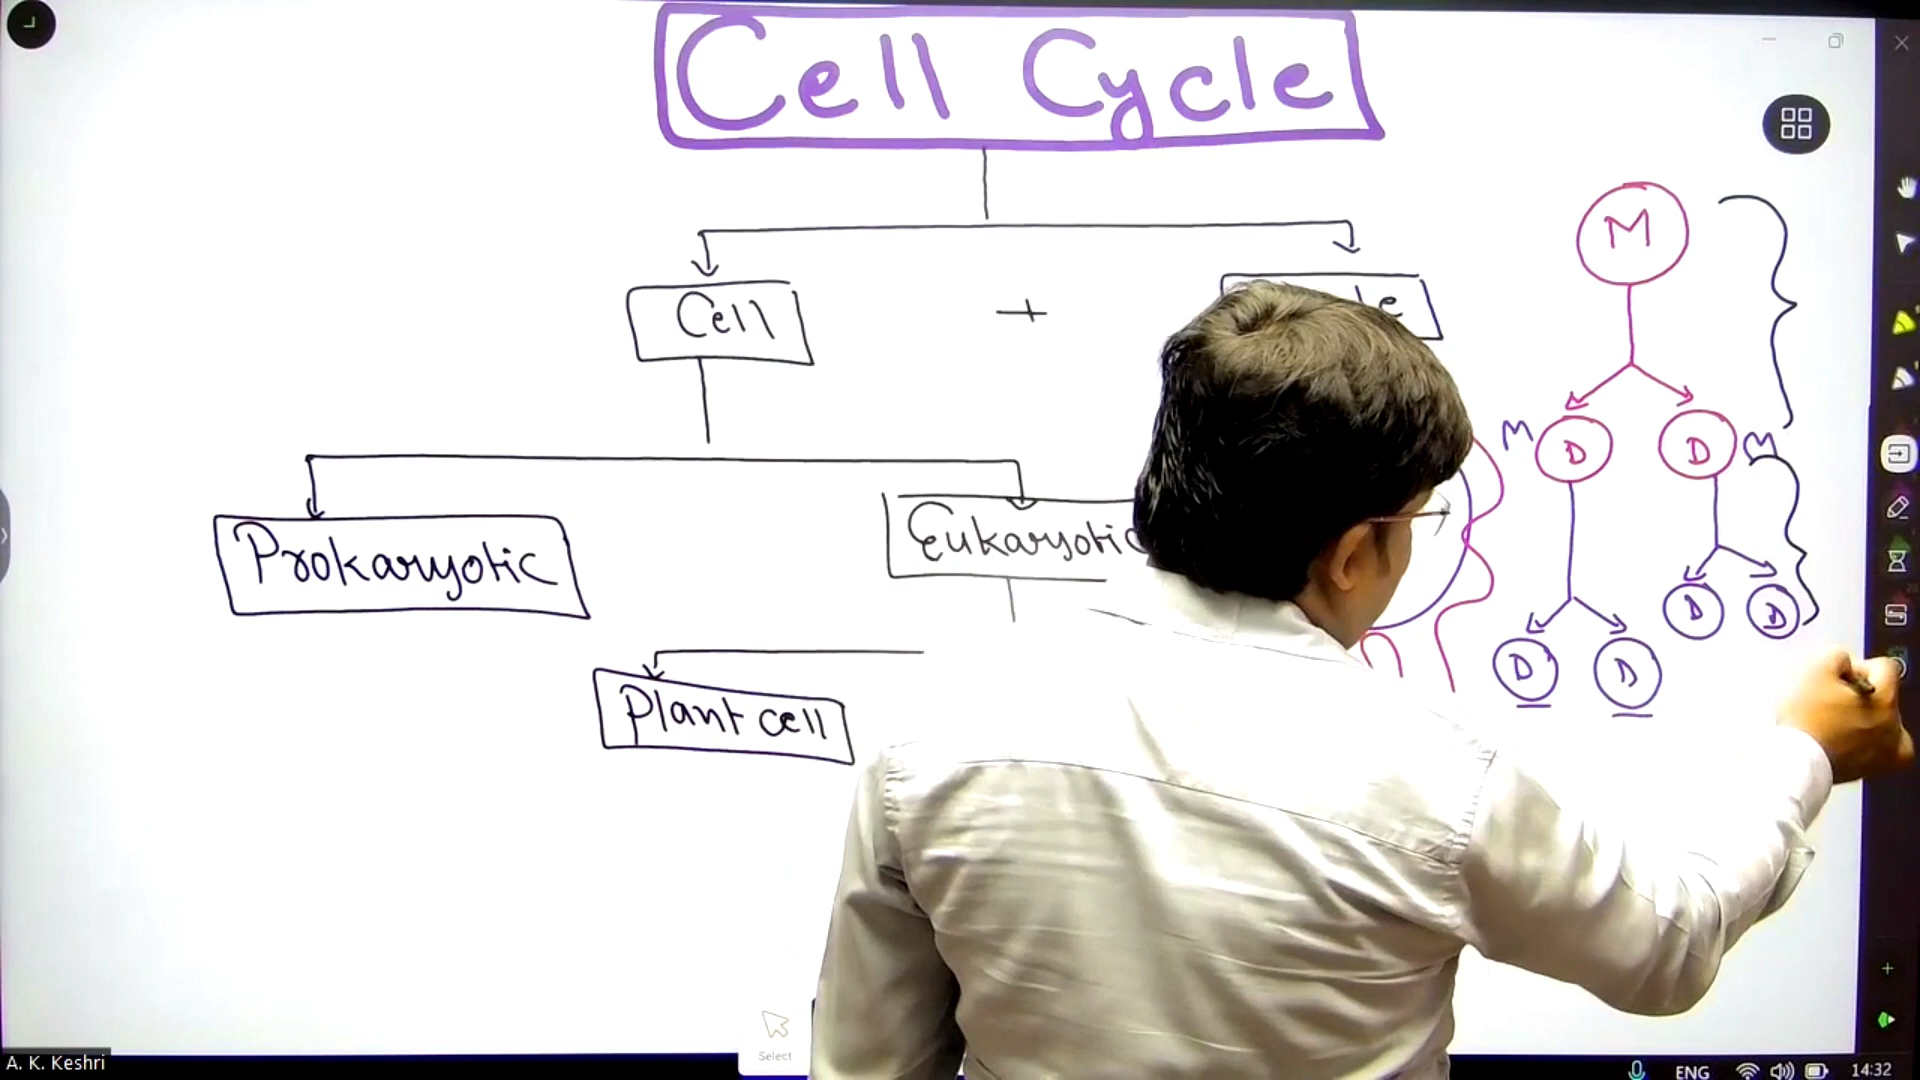 Cell Cycle
Cell
+
M
M D D M
Prokaryotic
Eukaryotic
D D
D D
Plant cell
Select
A. K. Keshri
ENG 14:32